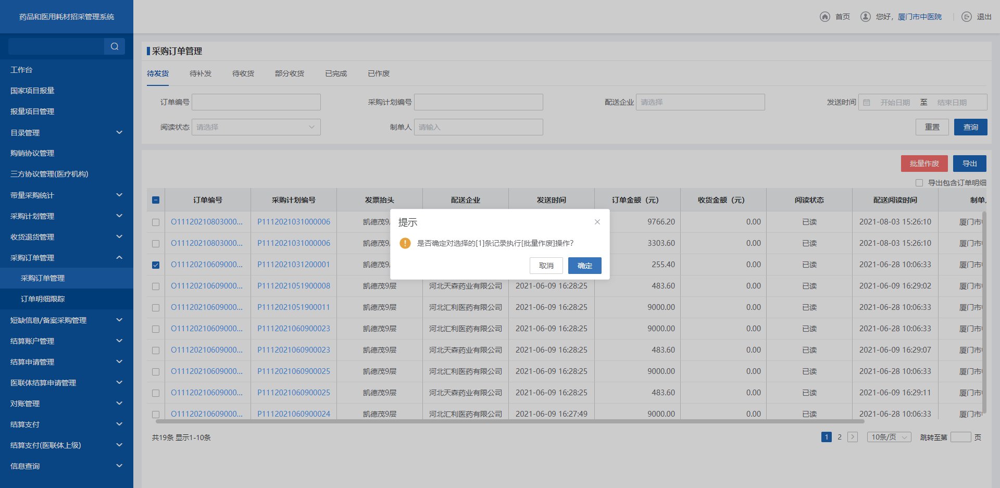 药品和医用耗材招采管理系统
首页 您好，厦门市中医院 退出
工作台
国家项目报量
报量项目管理
目录管理
购销协议管理
三方协议管理(医疗机构)
带量采购统计
采购计划管理
收货退货管理
采购订单管理
采购订单管理
订单明细跟踪
短缺信息/备案采购管理
结算账户管理
结算申请管理
医联体结算申请管理
对账管理
结算支付
结算支付(医联体上级)
信息查询
采购订单管理
待发货 待补发 待收货 部分收货 已完成 已作废
订单编号 采购计划编号 配送企业 请选择 发送时间 开始日期 至 结束日期
阅读状态 请选择 制单人 请输入 重置 查询
批量作废 导出
导出包含订单明细
订单编号 采购计划编号 发票抬头 配送企业 发送时间 订单金额（元） 收货金额（元） 阅读状态 配送阅读时间 制单
O11120210803000... P1112021031000006 凯德茂9 9766.20 0.00 已读 2021-08-03 15:26:10 厦门市
O11120210803000... P1112021031000006 凯德茂9 3303.60 0.00 已读 2021-08-03 15:26:10 厦门市
O11120210609000... P1112021031200001 凯德茂9 255.40 0.00 已读 2021-06-28 10:06:33 厦门市
O11120210609000... P1112021051900008 凯德茂9层 河北天森药业有限公司 2021-06-09 16:28:25 483.60 0.00 已读 2021-06-09 16:29:02 厦门市
O11120210609000... P1112021051900011 凯德茂9层 河北汇利医药有限公司 2021-06-09 16:28:25 9000.00 0.00 已读 2021-06-28 10:06:33 厦门市
O11120210609000... P1112021060900023 凯德茂9层 河北汇利医药有限公司 2021-06-09 16:28:25 9000.00 0.00 已读 2021-06-28 10:06:33 厦门市
O11120210609000... P1112021060900023 凯德茂9层 河北天森药业有限公司 2021-06-09 16:28:25 483.60 0.00 已读 2021-06-09 16:29:07 厦门市
O11120210609000... P1112021060900025 凯德茂9层 河北汇利医药有限公司 2021-06-09 16:28:25 9000.00 0.00 已读 2021-06-28 10:06:33 厦门市
O11120210609000... P1112021060900025 凯德茂9层 河北天森药业有限公司 2021-06-09 16:28:25 483.60 0.00 已读 2021-06-09 16:29:11 厦门市
O11120210609000... P1112021060900024 凯德茂9层 河北汇利医药有限公司 2021-06-09 16:27:49 9000.00 0.00 已读 2021-06-28 10:06:33 厦门市
共19条 显示1-10条 1 2 10条/页 跳转至第 页
提示
是否确定对选择的[1]条记录执行[批量作废]操作?
取消 确定